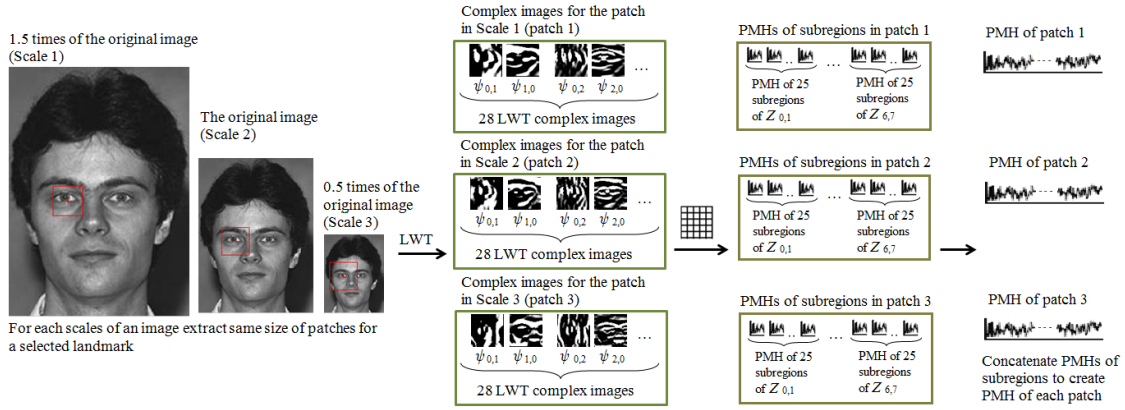 1.5 times of the original image
(Scale 1)
The original image
(Scale 2)
0.5 times of the
original image
(Scale 3)
For each scales of an image extract same size of patches for
a selected landmark
LWT
Complex images for the patch
in Scale 1 (patch 1)
ψ 0,1 ψ 1,0 ψ 0,2 ψ 2,0 ...
28 LWT complex images
Complex images for the patch
in Scale 2 (patch 2)
ψ 0,1 ψ 1,0 ψ 0,2 ψ 2,0 ...
28 LWT complex images
Complex images for the patch
in Scale 3 (patch 3)
ψ 0,1 ψ 1,0 ψ 0,2 ψ 2,0 ...
28 LWT complex images
PMHs of subregions in patch 1
.. ... ..
PMH of 25 PMH of 25
subregions subregions
of Z 0,1 of Z 6,7
PMHs of subregions in patch 2
.. ... ..
PMH of 25 PMH of 25
subregions subregions
of Z 0,1 of Z 6,7
PMHs of subregions in patch 3
.. ... ..
PMH of 25 PMH of 25
subregions subregions
of Z 0,1 of Z 6,7
PMH of patch 1
PMH of patch 2
PMH of patch 3
Concatenate PMHs of
subregions to create
PMH of each patch